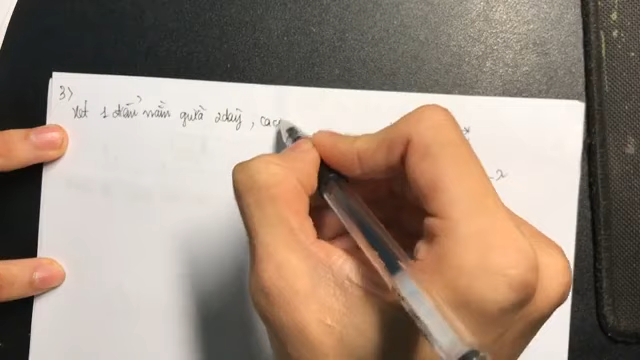 3)
Xét 1 điểm nằm giữa 2 dây, các